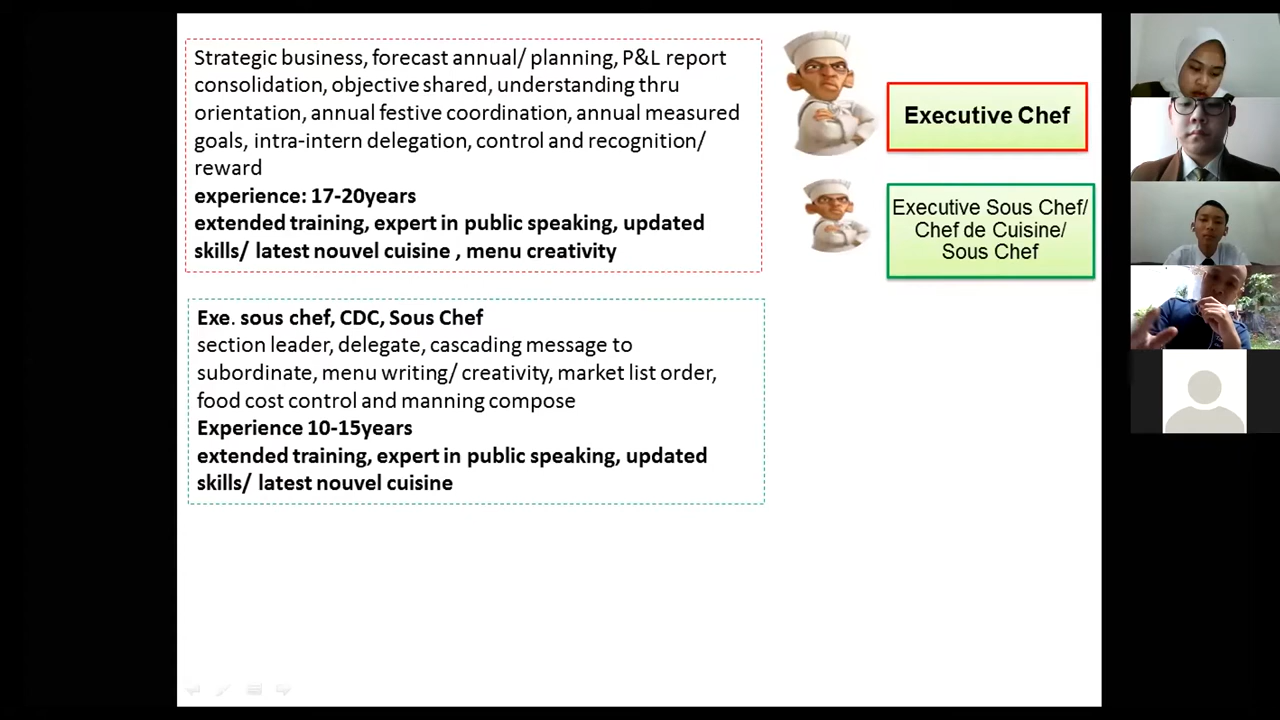 Strategic business, forecast annual/ planning, P&L report
consolidation, objective shared, understanding thru
orientation, annual festive coordination, annual measured
goals, intra-intern delegation, control and recognition/
reward
experience: 17-20years
extended training, expert in public speaking, updated
skills/ latest nouvel cuisine , menu creativity
Executive Chef
Executive Sous Chef/
Chef de Cuisine/
Sous Chef
Exe. sous chef, CDC, Sous Chef
section leader, delegate, cascading message to
subordinate, menu writing/ creativity, market list order,
food cost control and manning compose
Experience 10-15years
extended training, expert in public speaking, updated
skills/ latest nouvel cuisine